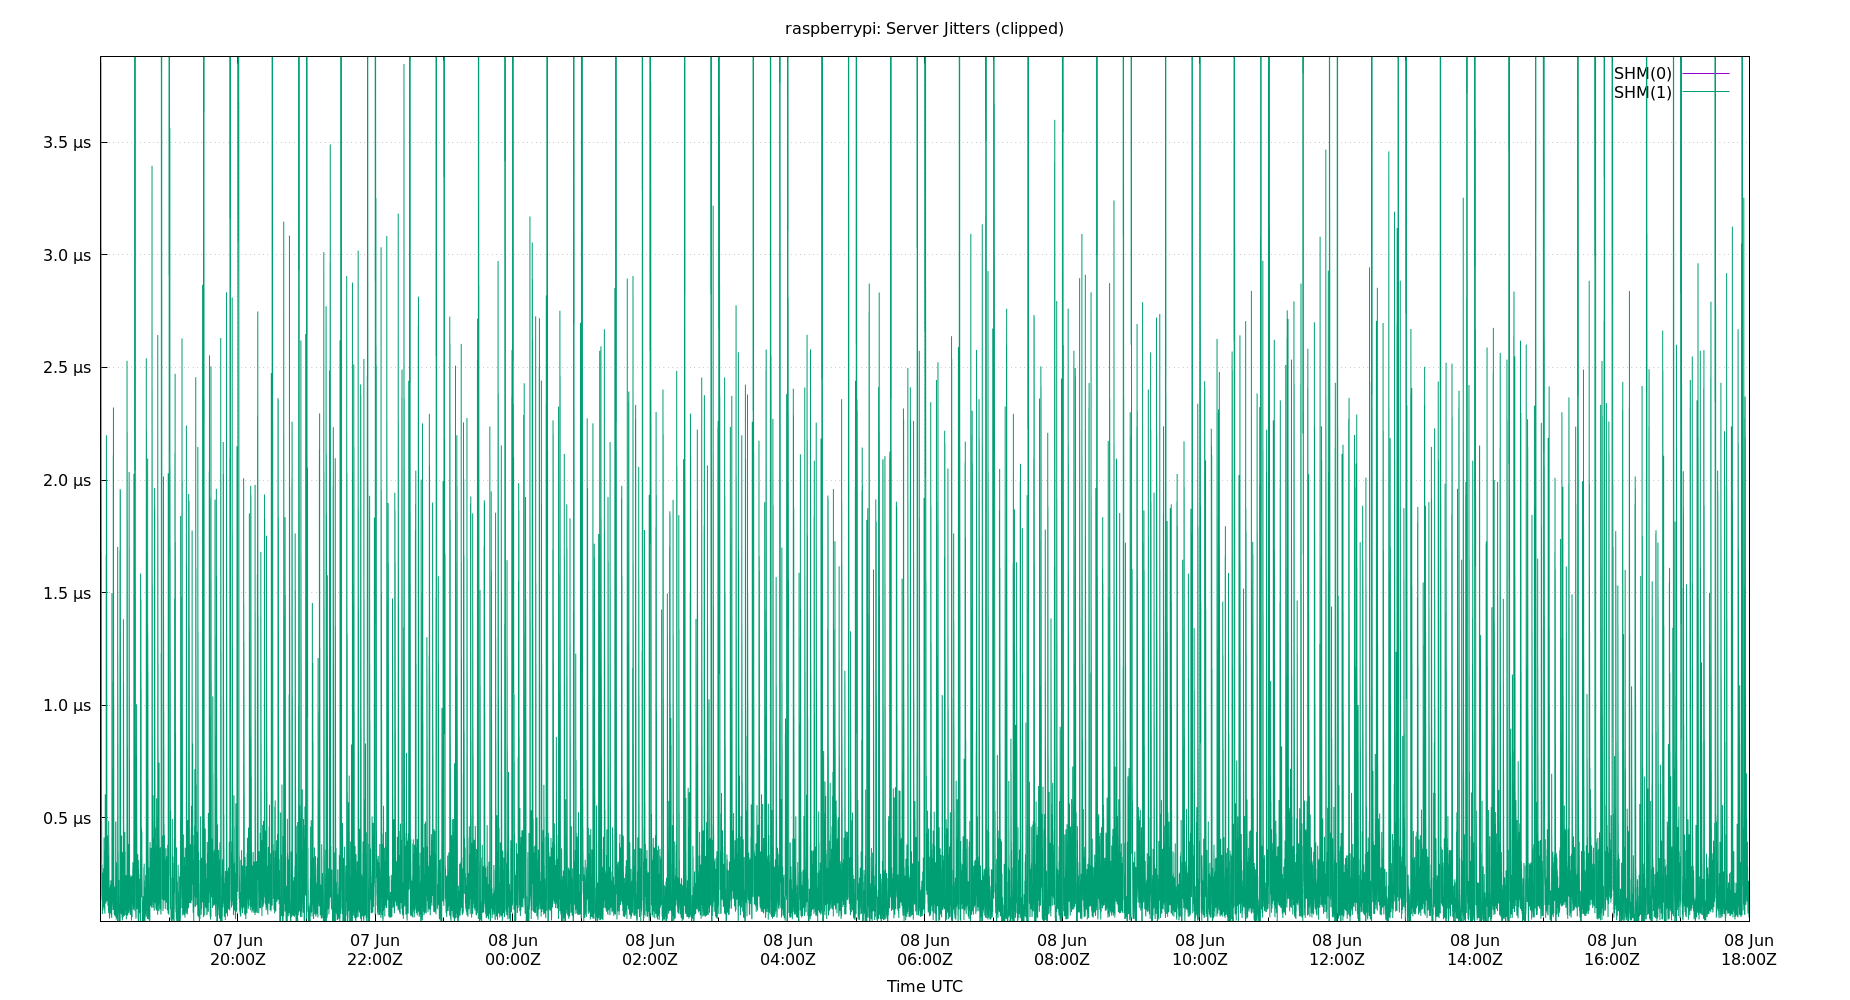 raspberrypi: Server Jitters (clipped)
SHM(0)
SHM(1)
3.5 µs
3.0 µs
2.5 µs
2.0 µs
1.5 µs
1.0 µs
0.5 µs
07 Jun 07 Jun 08 Jun 08 Jun 08 Jun 08 Jun 08 Jun 08 Jun 08 Jun 08 Jun 08 Jun 08 Jun
20:00Z 22:00Z 00:00Z 02:00Z 04:00Z 06:00Z 08:00Z 10:00Z 12:00Z 14:00Z 16:00Z 18:00Z
Time UTC